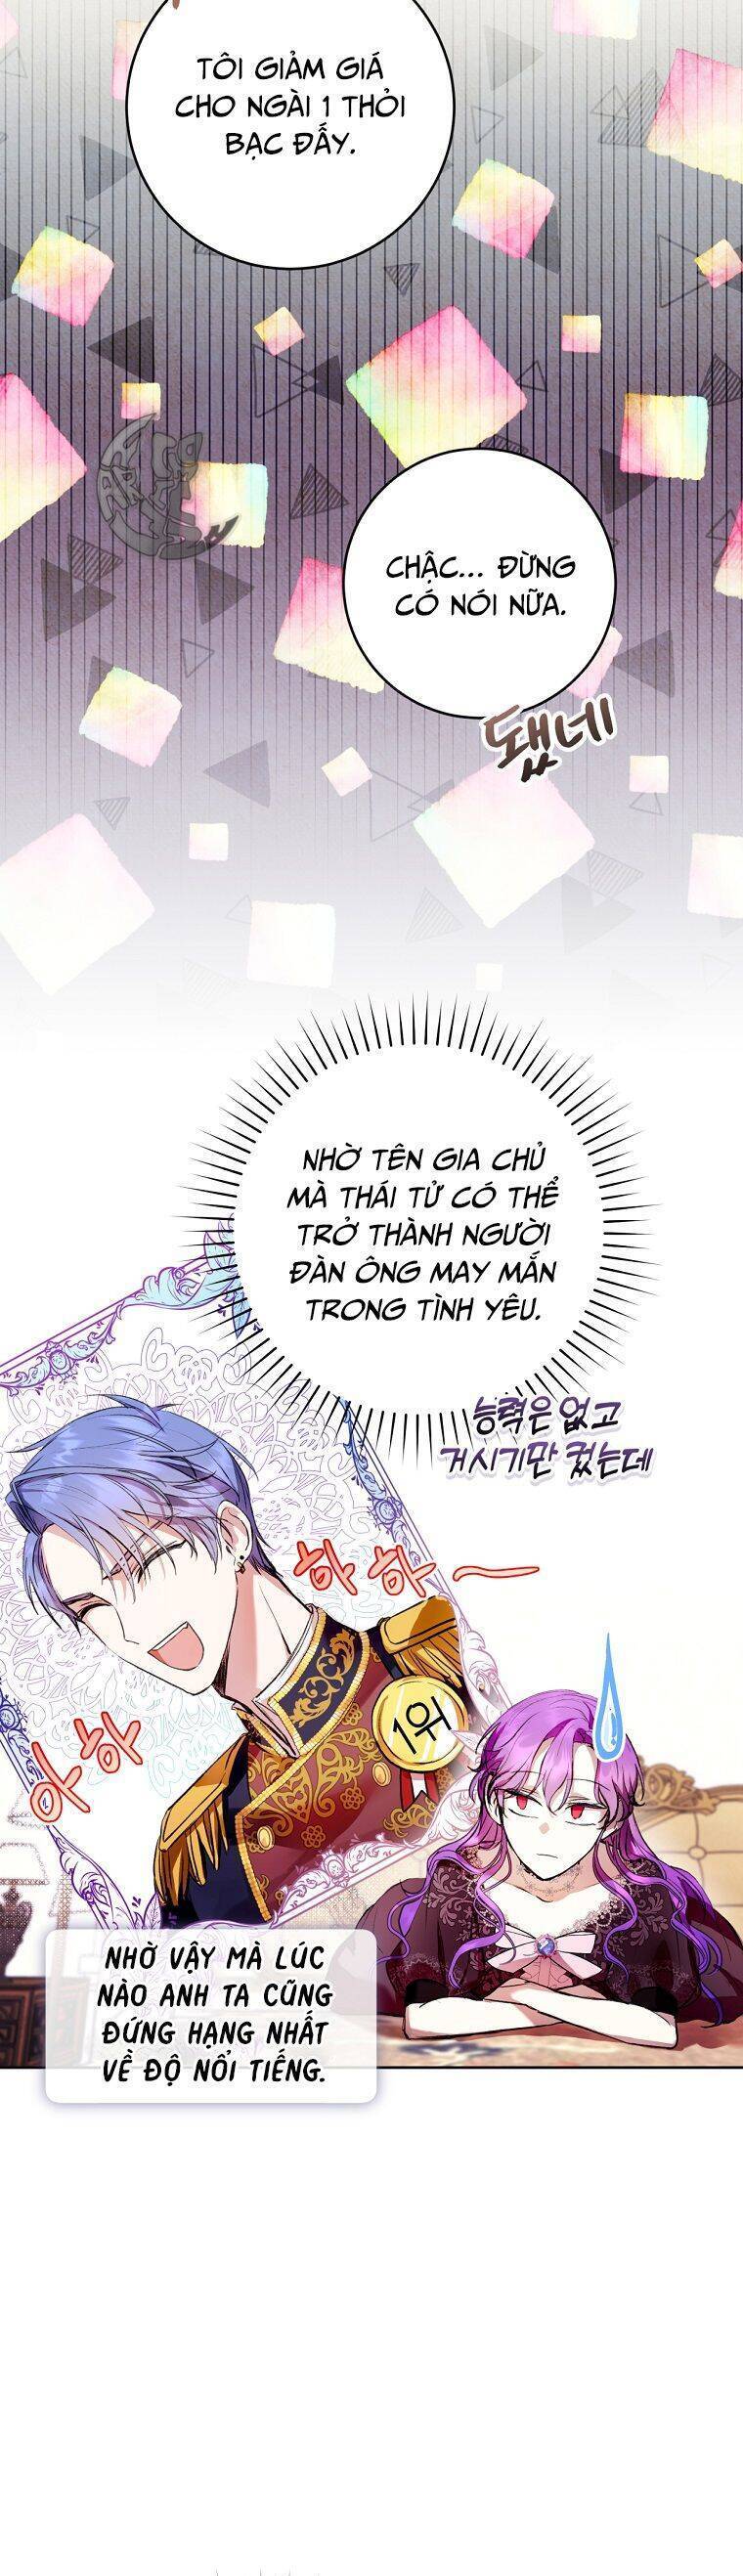 TÔI GIẢM GIÁ
CHO NGÀI 1 THỎI
BẠC ĐẤY.
CHẬC... ĐỪNG
CÓ NÓI NỮA.
됐네
NHỜ TÊN GIA CHỦ
MÀ THÁI TỬ CÓ THỂ
TRỞ THÀNH NGƯỜI
ĐÀN ÔNG MAY MẮN
TRONG TÌNH YÊU.
능력은 없고
거시기만 컸는데
하하~
1위
하하
NHỜ VẬY MÀ LÚC
NÀO ANH TA CŨNG
ĐỨNG HẠNG NHẤT
VỀ ĐỘ NỔI TIẾNG.